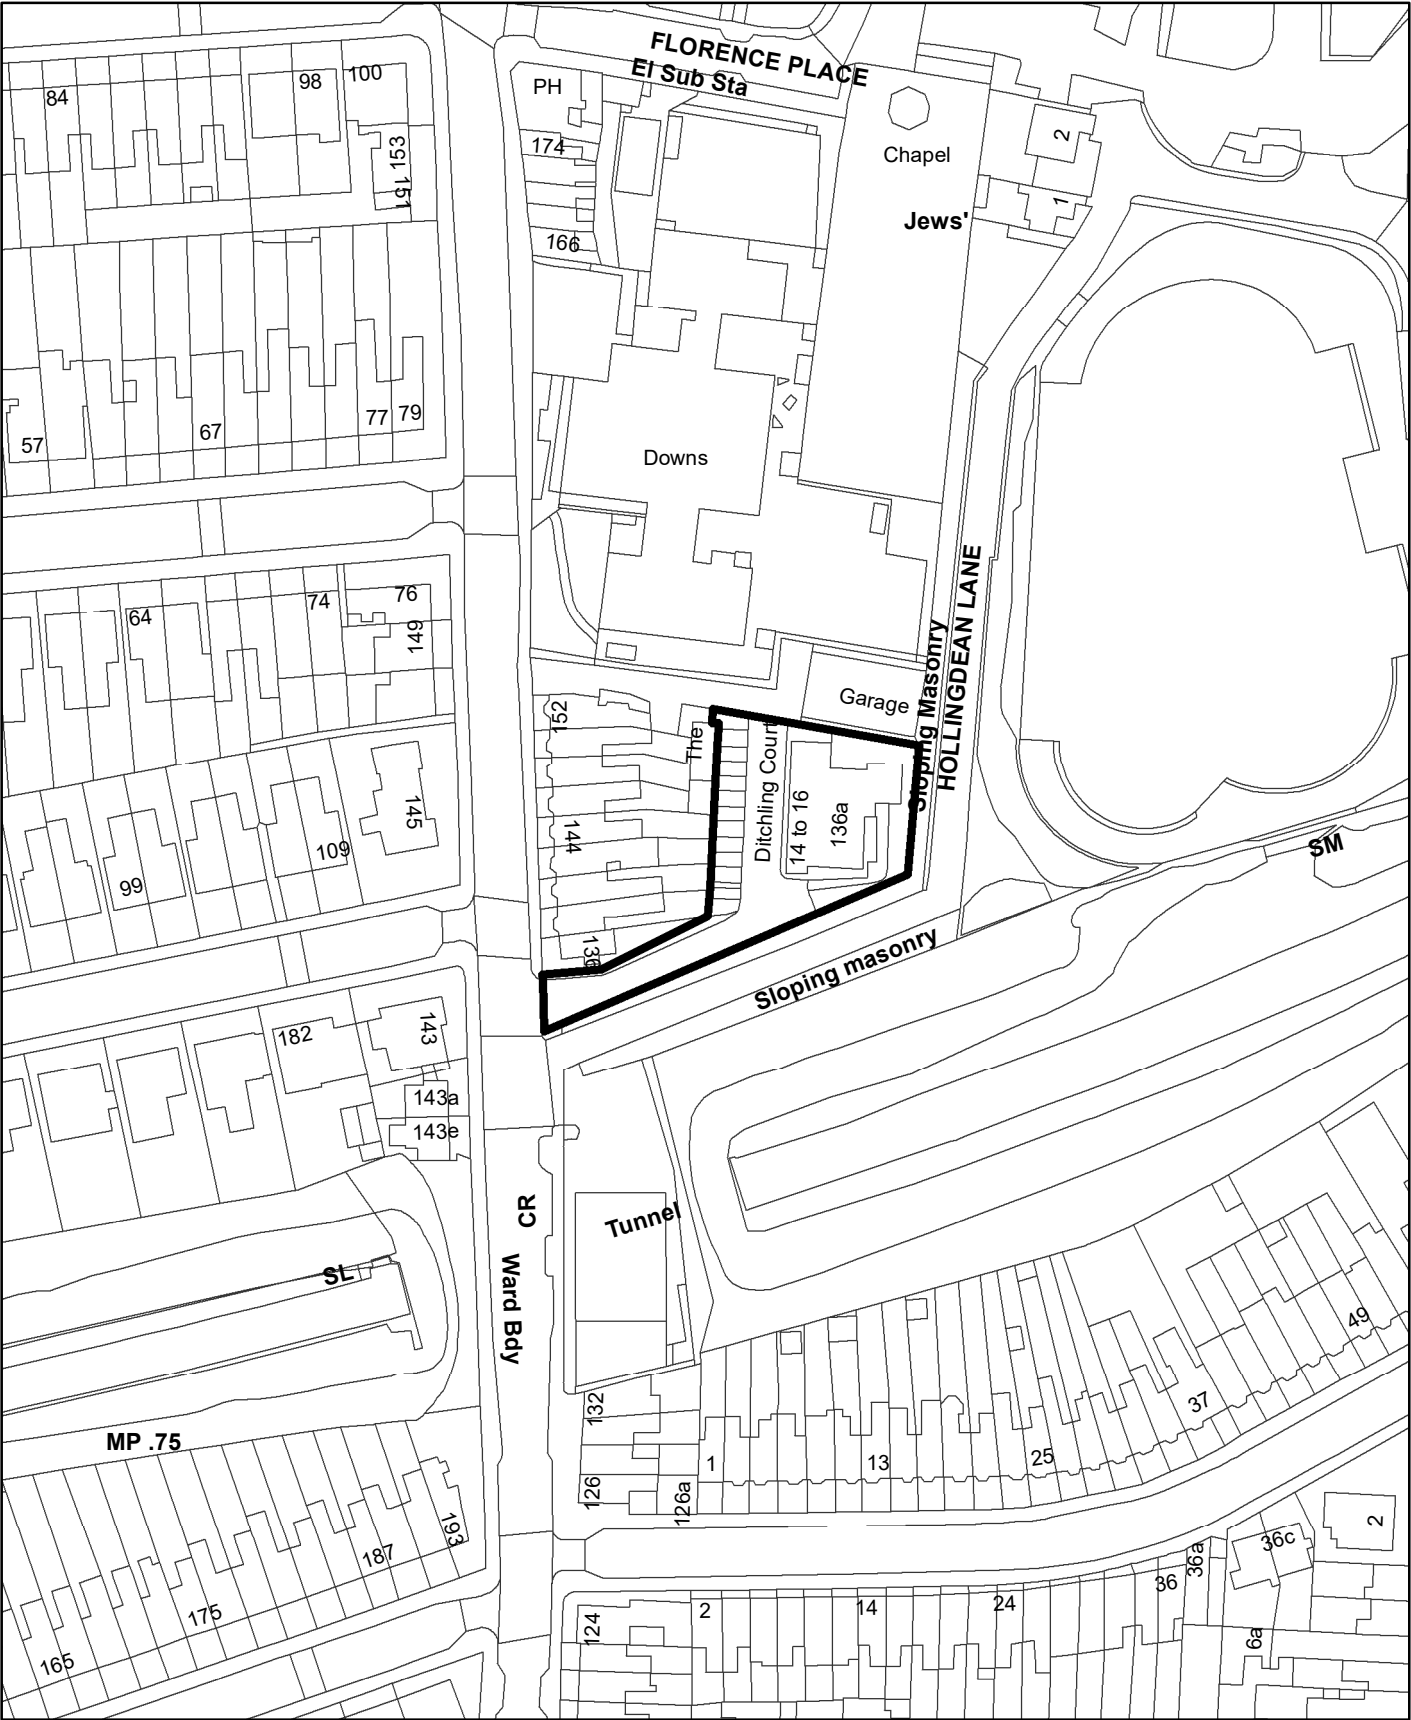 FLORENCE PLACE
El Sub Sta
84
98
100
PH
153
151
174
166
Chapel
Jews'
2
1
57
67
77
79
Downs
64
74
76
149
Sloping Masonry
HOLLINGDEAN LANE
Garage
152
The
Ditchling Court
14 to 16
136a
144
145
109
99
SM
136
Sloping masonry
182
143
143a
143e
CR
Tunnel
SL
Ward Bdy
49
37
MP .75
132
126
126a
1
13
25
193
187
175
165
124
2
14
24
36
36a
36c
2
6a